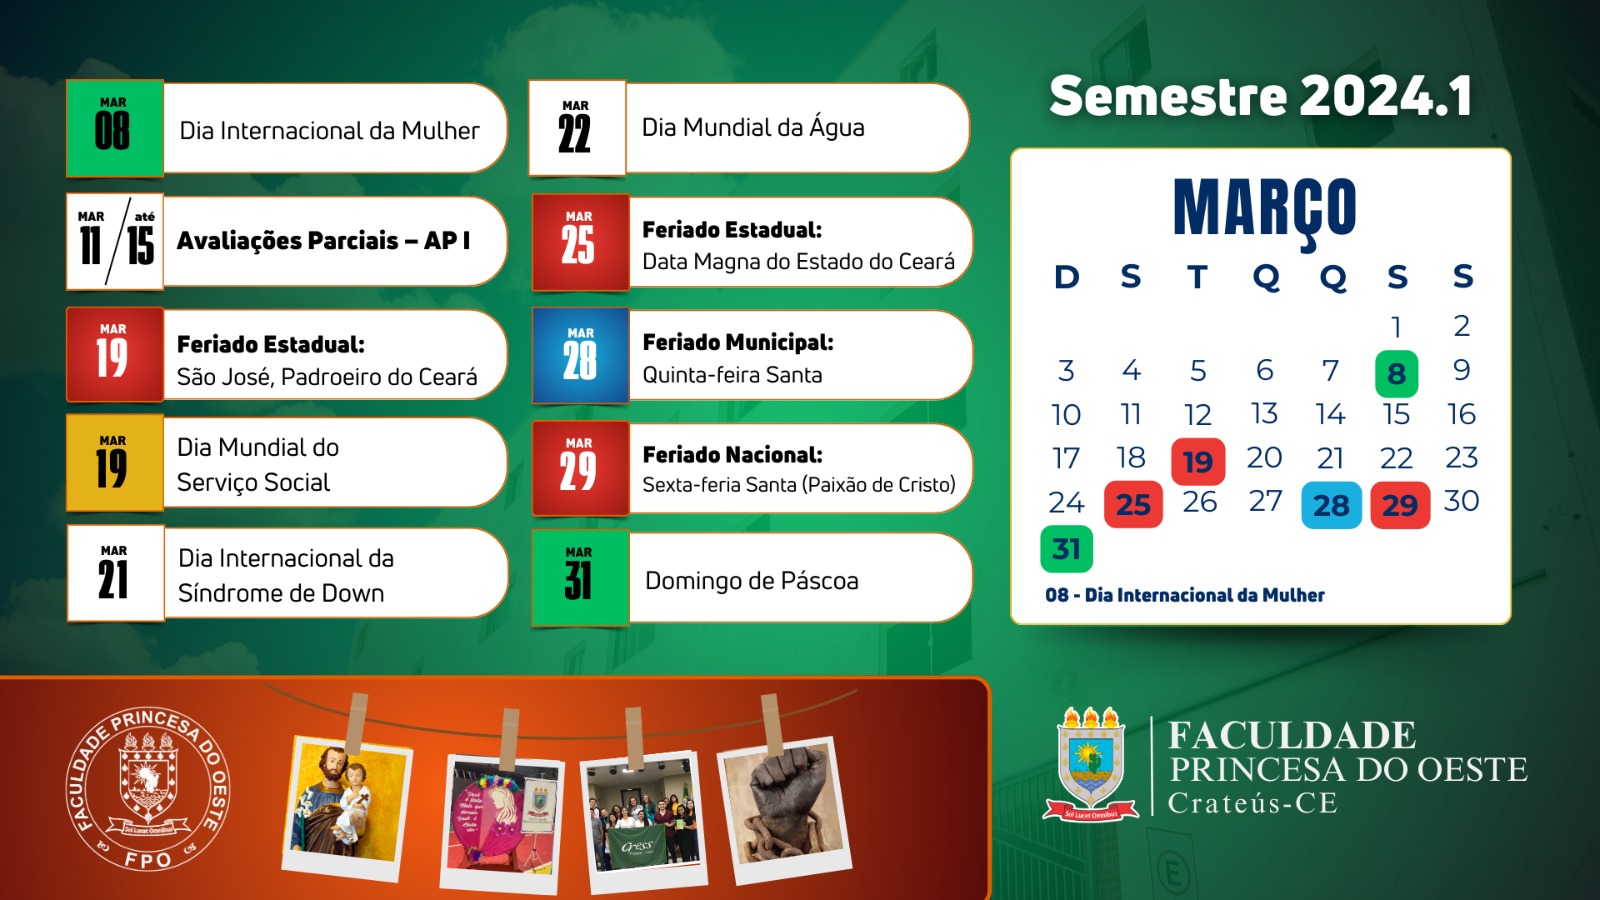 MAR
08
Dia Internacional da Mulher
MAR até
11/15
Avaliações Parciais – AP I
MAR
19
Feriado Estadual:
São José, Padroeiro do Ceará
MAR
19
Dia Mundial do
Serviço Social
MAR
21
Dia Internacional da
Síndrome de Down
MAR
22
Dia Mundial da Água
MAR
25
Feriado Estadual:
Data Magna do Estado do Ceará
MAR
28
Feriado Municipal:
Quinta-feira Santa
MAR
29
Feriado Nacional:
Sexta-feria Santa (Paixão de Cristo)
MAR
31
Domingo de Páscoa
Semestre 2024.1
MARÇO
D S T Q Q S S
1 2
3 4 5 6 7 8 9
10 11 12 13 14 15 16
17 18 19 20 21 22 23
24 25 26 27 28 29 30
31
08 - Dia Internacional da Mulher
FACULDADE PRINCESA DO OESTE
Sol Lucet Omnibus
FPO
cress
Sol Lucet Omnibus
FACULDADE
PRINCESA DO OESTE
Crateús-CE
E